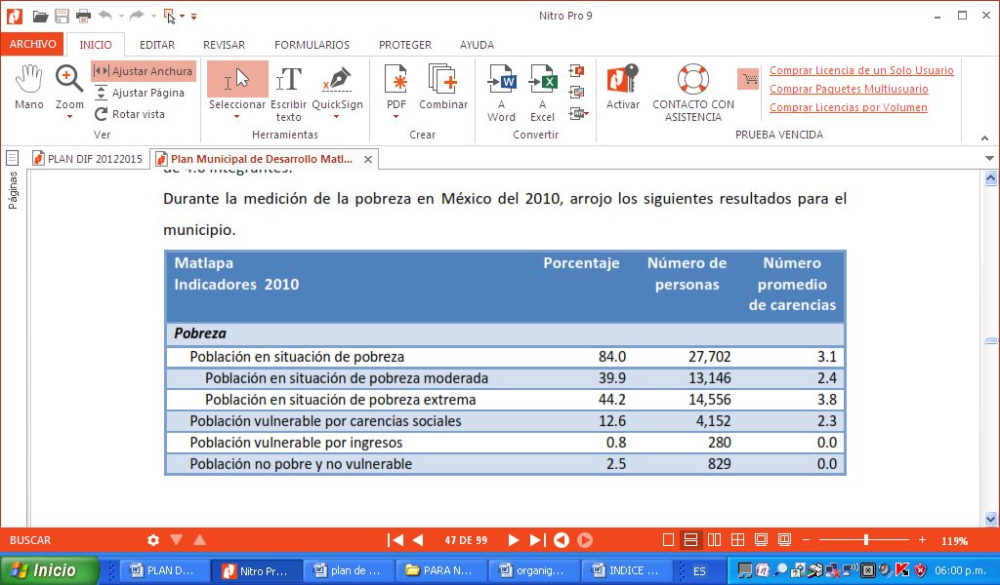 Nitro Pro 9
ARCHIVO INICIO EDITAR REVISAR FORMULARIOS PROTEGER AYUDA
Mano
Zoom
Ajustar Anchura
Ajustar Página
Rotar vista
Ver
Seleccionar
Escribir texto
QuickSign
Herramientas
PDF
Combinar
Crear
A Word
A Excel
Convertir
Activar
CONTACTO CON ASISTENCIA
Comprar Licencia de un Solo Usuario
Comprar Paquetes Multiusuario
Comprar Licencias por Volumen
PRUEBA VENCIDA
PLAN DIF 20122015
Plan Municipal de Desarrollo Matl...
Páginas
de 4.6 integrantes.
Durante la medición de la pobreza en México del 2010, arrojo los siguientes resultados para el
municipio.
Matlapa Porcentaje Número de Número
Indicadores 2010 personas promedio
de carencias
Pobreza
Población en situación de pobreza 84.0 27,702 3.1
Población en situación de pobreza moderada 39.9 13,146 2.4
Población en situación de pobreza extrema 44.2 14,556 3.8
Población vulnerable por carencias sociales 12.6 4,152 2.3
Población vulnerable por ingresos 0.8 280 0.0
Población no pobre y no vulnerable 2.5 829 0.0
BUSCAR 47 DE 99 119%
Inicio PLAN D... Nitro Pr... plan de ... PARA N... organig... INDICE ... ES 06:00 p.m.